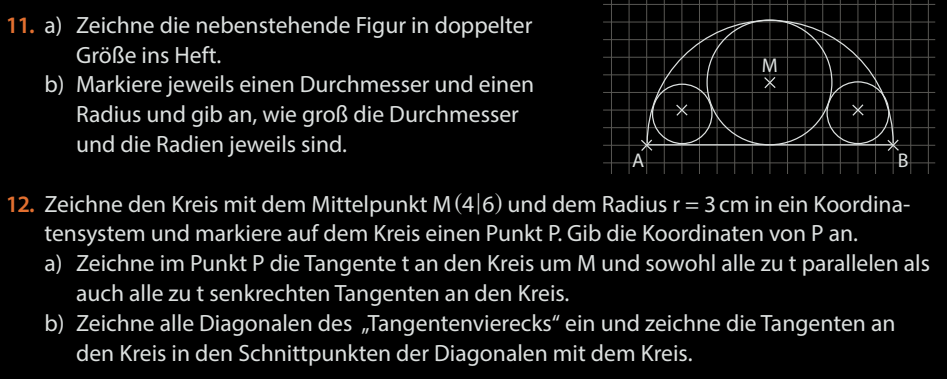 11. a) Zeichne die nebenstehende Figur in doppelter
Größe ins Heft.
b) Markiere jeweils einen Durchmesser und einen
Radius und gib an, wie groß die Durchmesser
und die Radien jeweils sind.
M
A
B
12. Zeichne den Kreis mit dem Mittelpunkt M (4|6) und dem Radius r = 3 cm in ein Koordina-
tensystem und markiere auf dem Kreis einen Punkt P. Gib die Koordinaten von P an.
a) Zeichne im Punkt P die Tangente t an den Kreis um M und sowohl alle zu t parallelen als
auch alle zu t senkrechten Tangenten an den Kreis.
b) Zeichne alle Diagonalen des „Tangentenvierecks“ ein und zeichne die Tangenten an
den Kreis in den Schnittpunkten der Diagonalen mit dem Kreis.